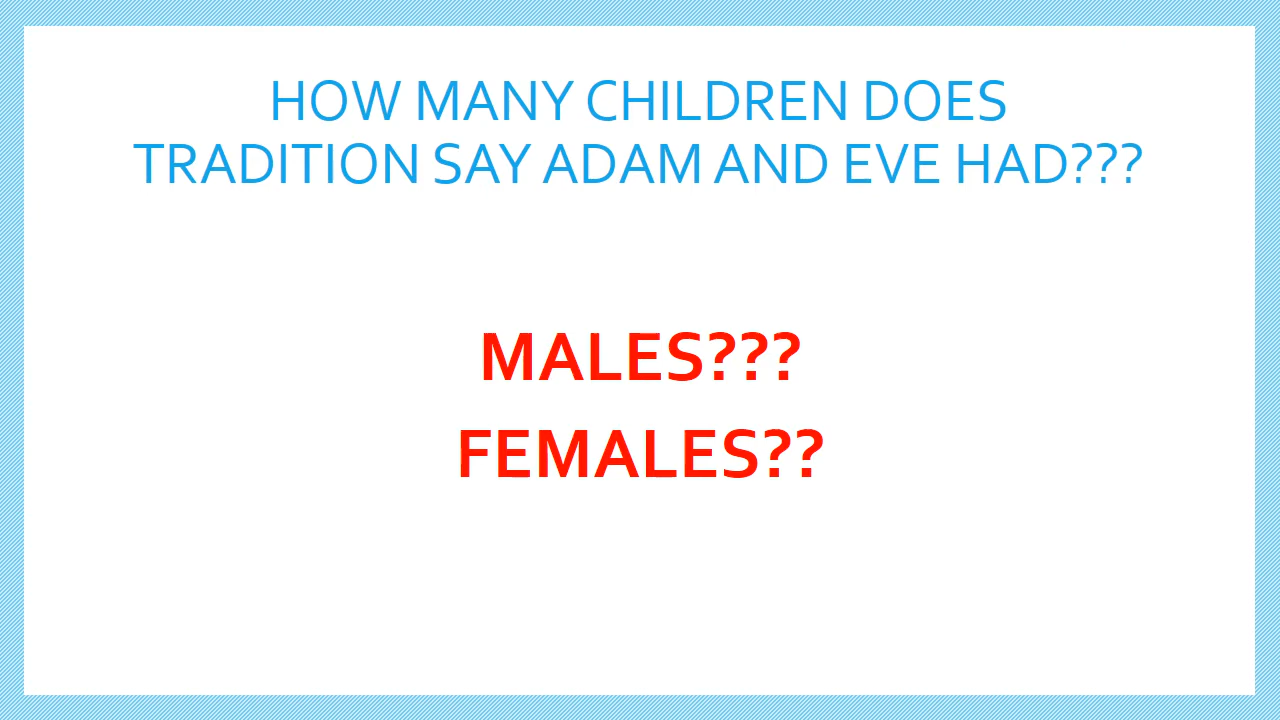 HOW MANY CHILDREN DOES
TRADITION SAY ADAM AND EVE HAD???
MALES???
FEMALES??